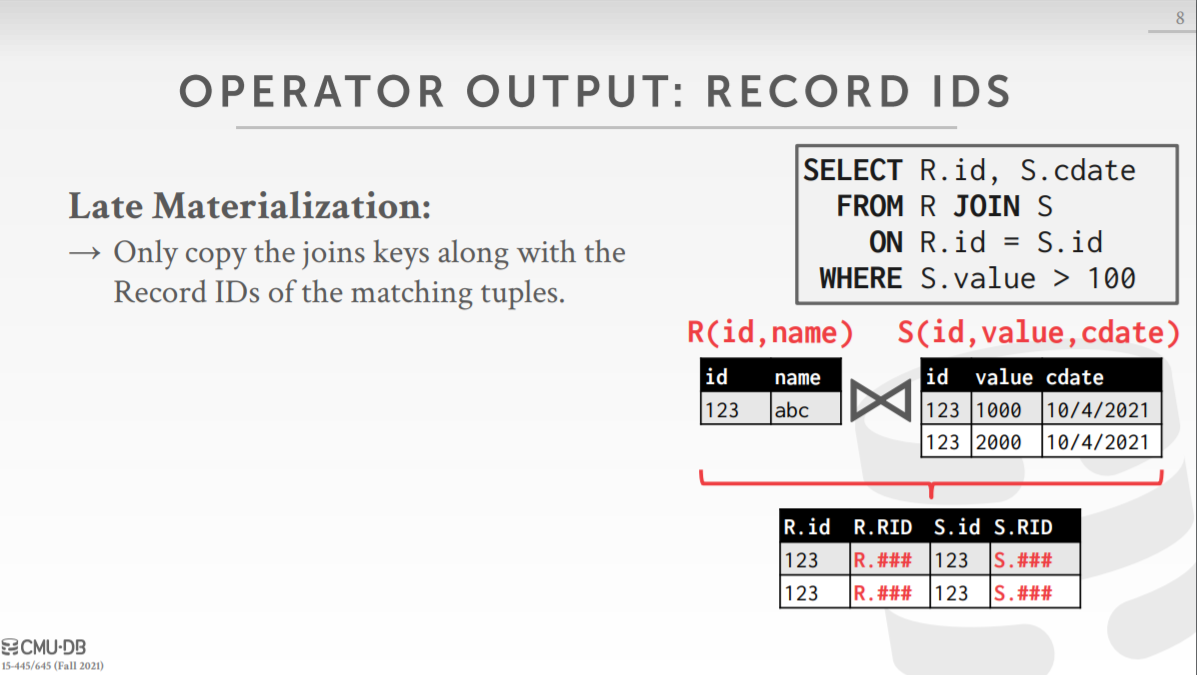 8
OPERATOR OUTPUT: RECORD IDS
Late Materialization:
→ Only copy the joins keys along with the
Record IDs of the matching tuples.
SELECT R.id, S.cdate
FROM R JOIN S
ON R.id = S.id
WHERE S.value > 100
R(id,name) S(id,value,cdate)
id name
123 abc
id value cdate
123 1000 10/4/2021
123 2000 10/4/2021
R.id R.RID S.id S.RID
123 R.### 123 S.###
123 R.### 123 S.###
CMU·DB
15-445/645 (Fall 2021)